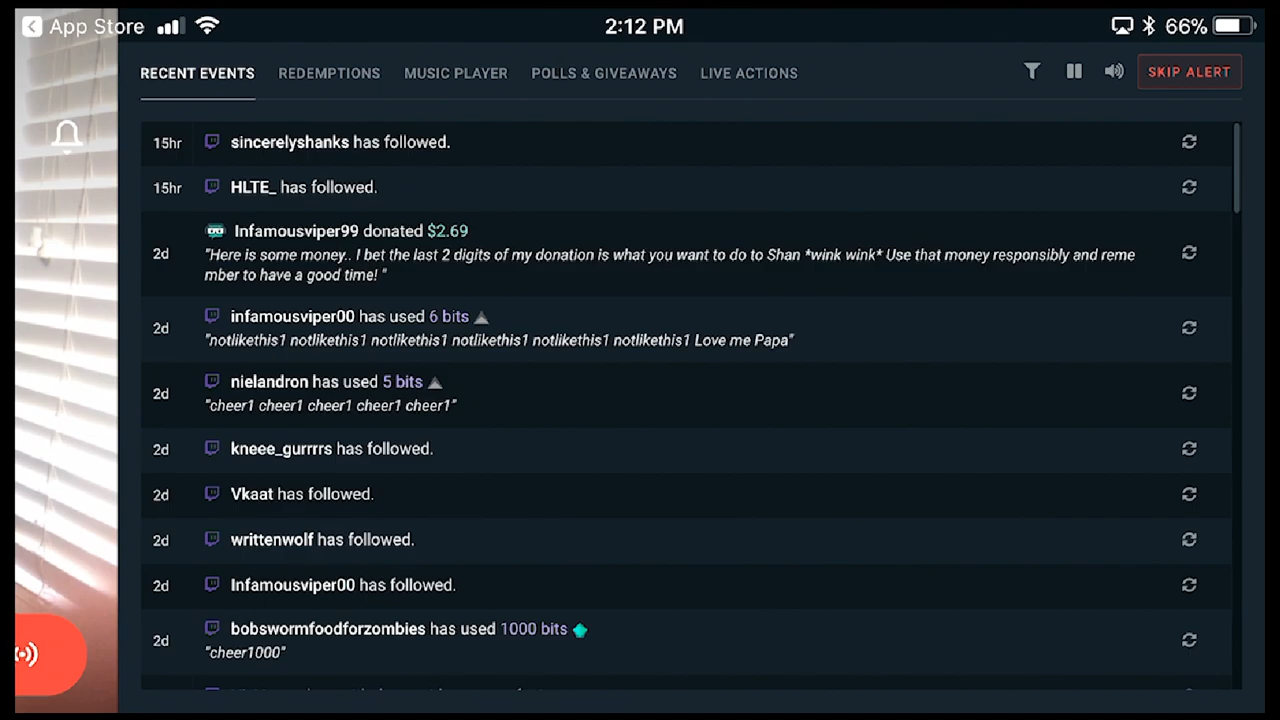 App Store
2:12 PM
66%
RECENT EVENTS
REDEMPTIONS
MUSIC PLAYER
POLLS & GIVEAWAYS
LIVE ACTIONS
SKIP ALERT
15hr
sincerelyshanks has followed.
15hr
HLTE_ has followed.
2d
Infamousviper99 donated $2.69
"Here is some money.. I bet the last 2 digits of my donation is what you want to do to Shan *wink wink* Use that money responsibly and reme
mber to have a good time! "
2d
infamousviper00 has used 6 bits
"notlikethis1 notlikethis1 notlikethis1 notlikethis1 notlikethis1 notlikethis1 Love me Papa"
2d
nielandron has used 5 bits
"cheer1 cheer1 cheer1 cheer1 cheer1"
2d
kneee_gurrrrs has followed.
2d
Vkaat has followed.
2d
writtenwolf has followed.
2d
Infamousviper00 has followed.
2d
bobswormfoodforzombies has used 1000 bits
"cheer1000"